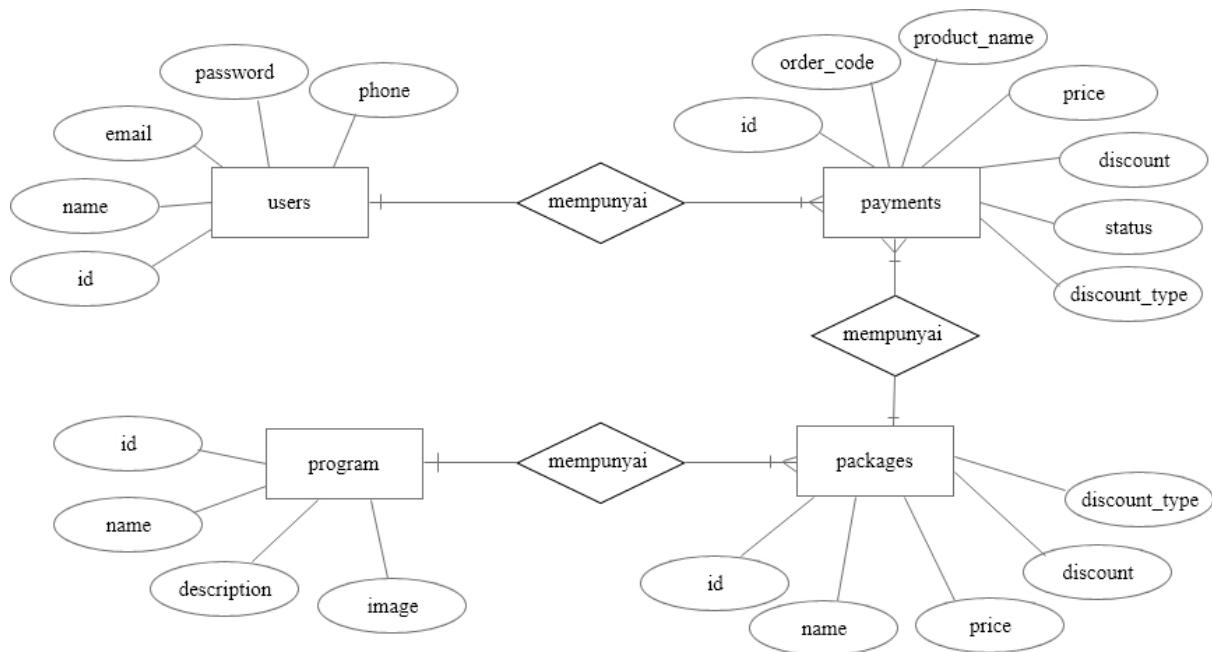 product_name
order_code
password
phone
price
email
id
discount
users
mempunyai
payments
name
status
id
discount_type
mempunyai
id
program
mempunyai
packages
discount_type
name
description
image
id
discount
name
price